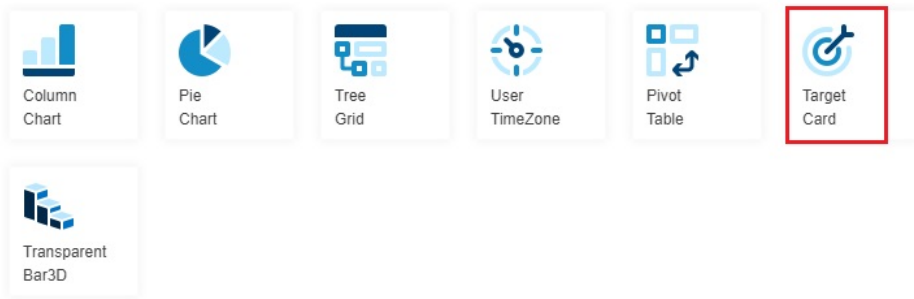 Column
Chart
Pie
Chart
Tree
Grid
User
TimeZone
Pivot
Table
Target
Card
Transparent
Bar3D